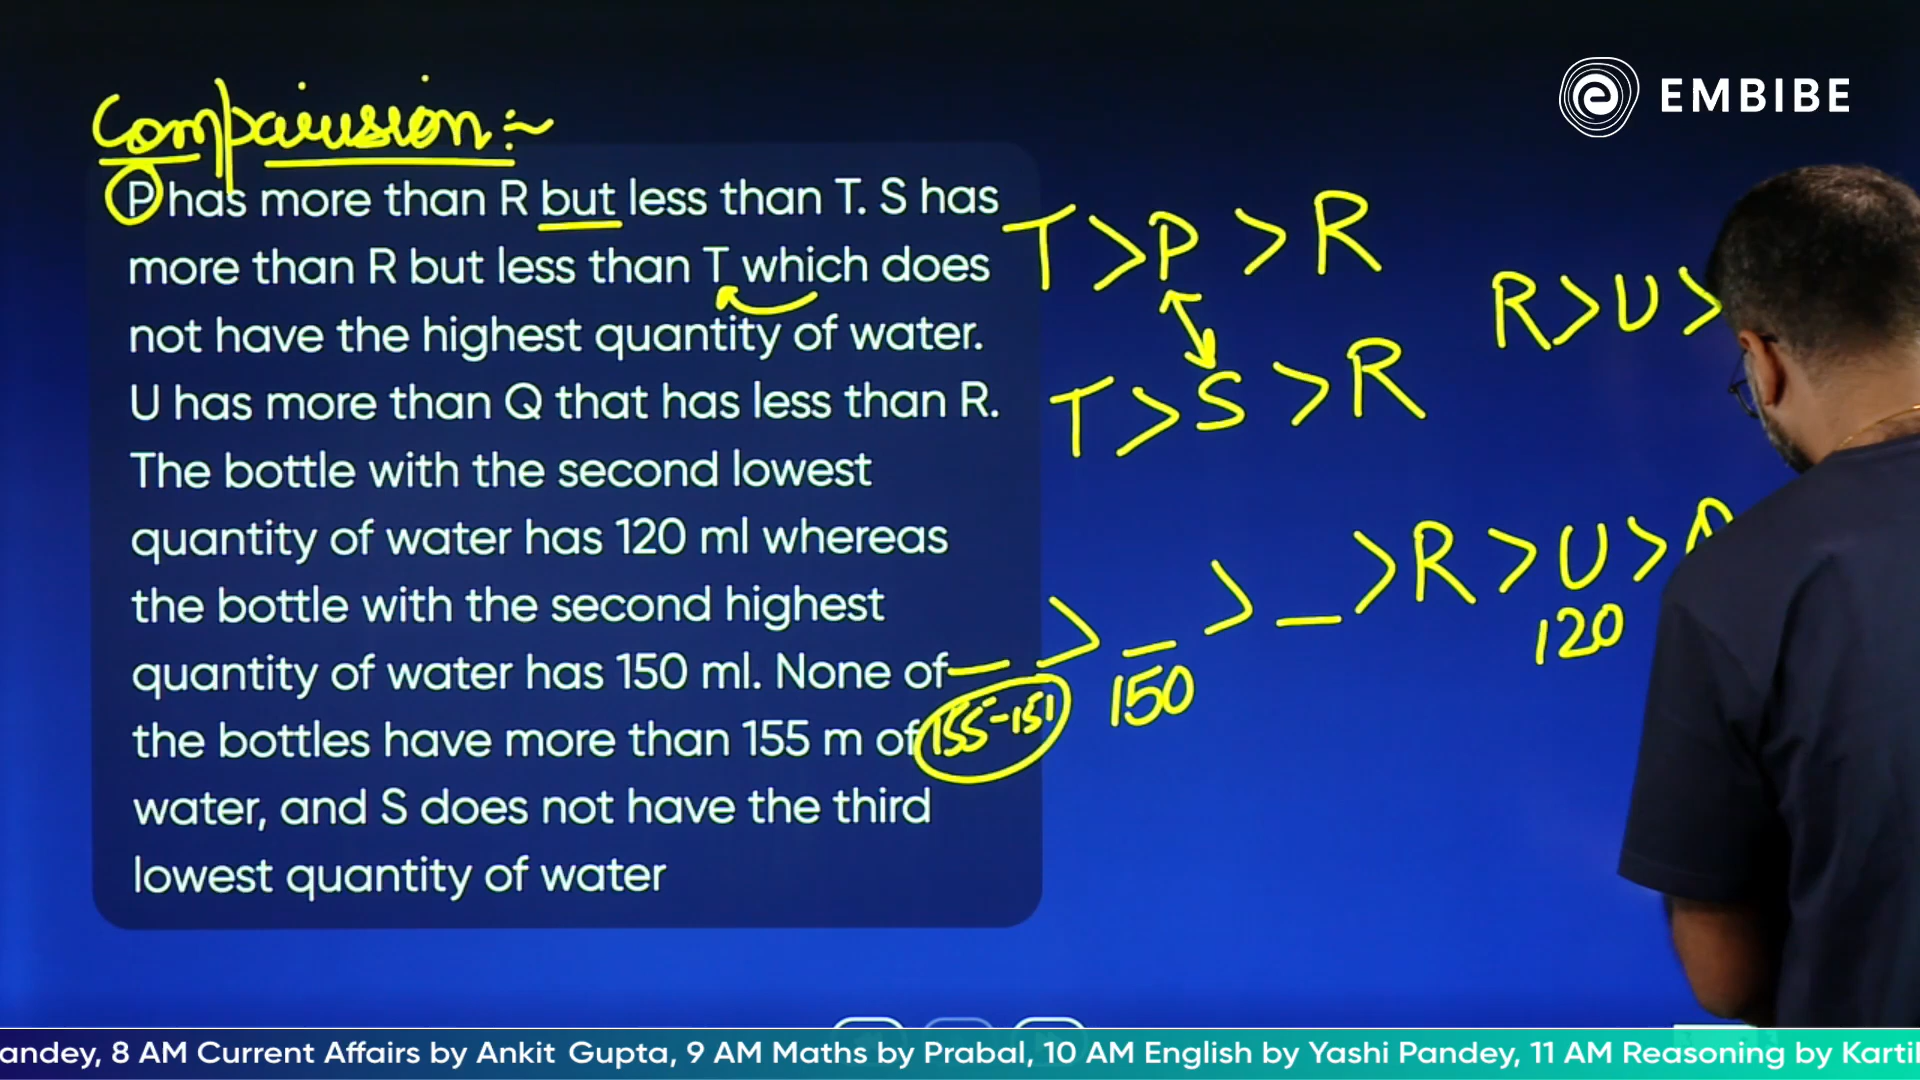 EMBIBE
Compairusion :~
P has more than R but less than T. S has
more than R but less than T which does
not have the highest quantity of water.
U has more than Q that has less than R.
The bottle with the second lowest
quantity of water has 120 ml whereas
the bottle with the second highest
quantity of water has 150 ml. None of
the bottles have more than 155 m of
water, and S does not have the third
lowest quantity of water
T > P > R
R > U >
T > S > R
_ > _ > _ > R > U >
155-151 150 120
andey, 8 AM Current Affairs by Ankit Gupta, 9 AM Maths by Prabal, 10 AM English by Yashi Pandey, 11 AM Reasoning by Karti